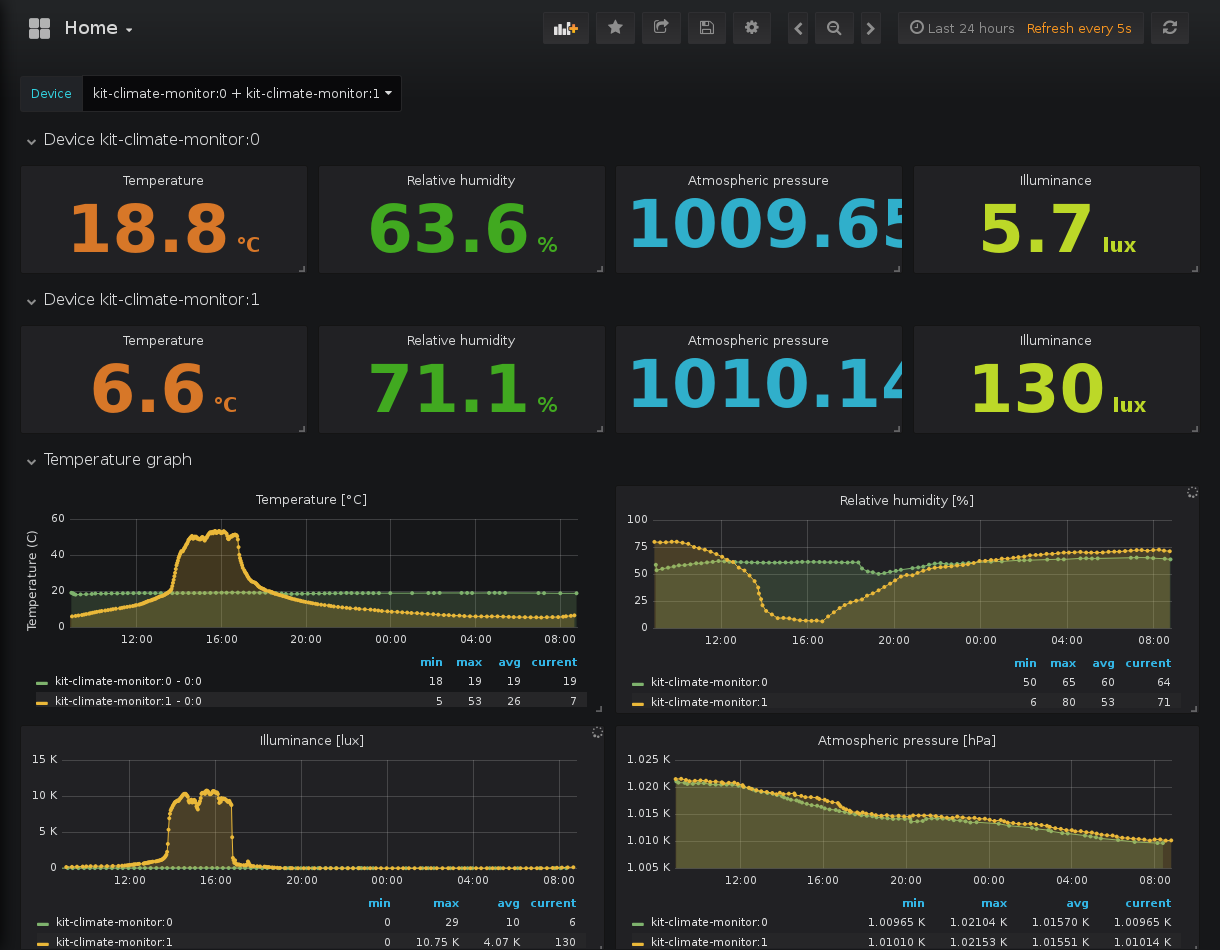 Home
Last 24 hours Refresh every 5s
Device kit-climate-monitor:0 + kit-climate-monitor:1
Device kit-climate-monitor:0
Temperature Relative humidity Atmospheric pressure Illuminance
18.8 °C 63.6 % 1009.65 5.7 lux
Device kit-climate-monitor:1
Temperature Relative humidity Atmospheric pressure Illuminance
6.6 °C 71.1 % 1010.14 130 lux
Temperature graph
Temperature [°C]
Temperature (C)
60
40
20
0
12:00 16:00 20:00 00:00 04:00 08:00
min max avg current
kit-climate-monitor:0 - 0:0 18 19 19 19
kit-climate-monitor:1 - 0:0 5 53 26 7
Relative humidity [%]
100
75
50
25
0
12:00 16:00 20:00 00:00 04:00 08:00
min max avg current
kit-climate-monitor:0 50 65 60 64
kit-climate-monitor:1 6 80 53 71
Illuminance [lux]
15 K
10 K
5 K
0
12:00 16:00 20:00 00:00 04:00 08:00
min max avg current
kit-climate-monitor:0 0 29 10 6
kit-climate-monitor:1 0 10.75 K 4.07 K 130
Atmospheric pressure [hPa]
1.025 K
1.020 K
1.015 K
1.010 K
1.005 K
12:00 16:00 20:00 00:00 04:00 08:00
min max avg current
kit-climate-monitor:0 1.00965 K 1.02104 K 1.01570 K 1.00965 K
kit-climate-monitor:1 1.01010 K 1.02153 K 1.01551 K 1.01014 K